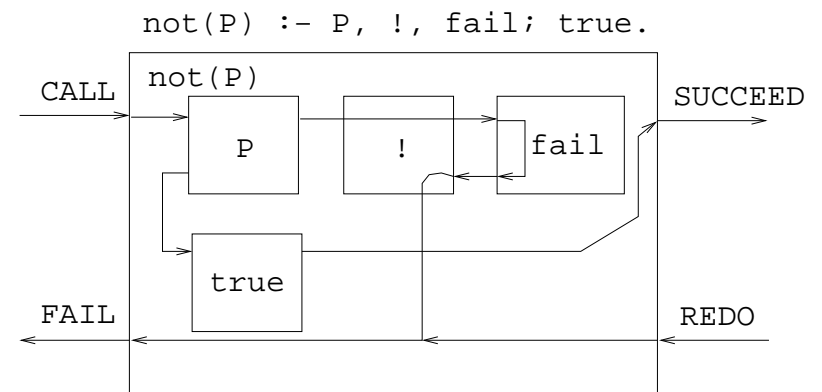 not(P) :- P, !, fail; true.
not(P)
CALL
SUCCEED
P
!
fail
true
FAIL
REDO